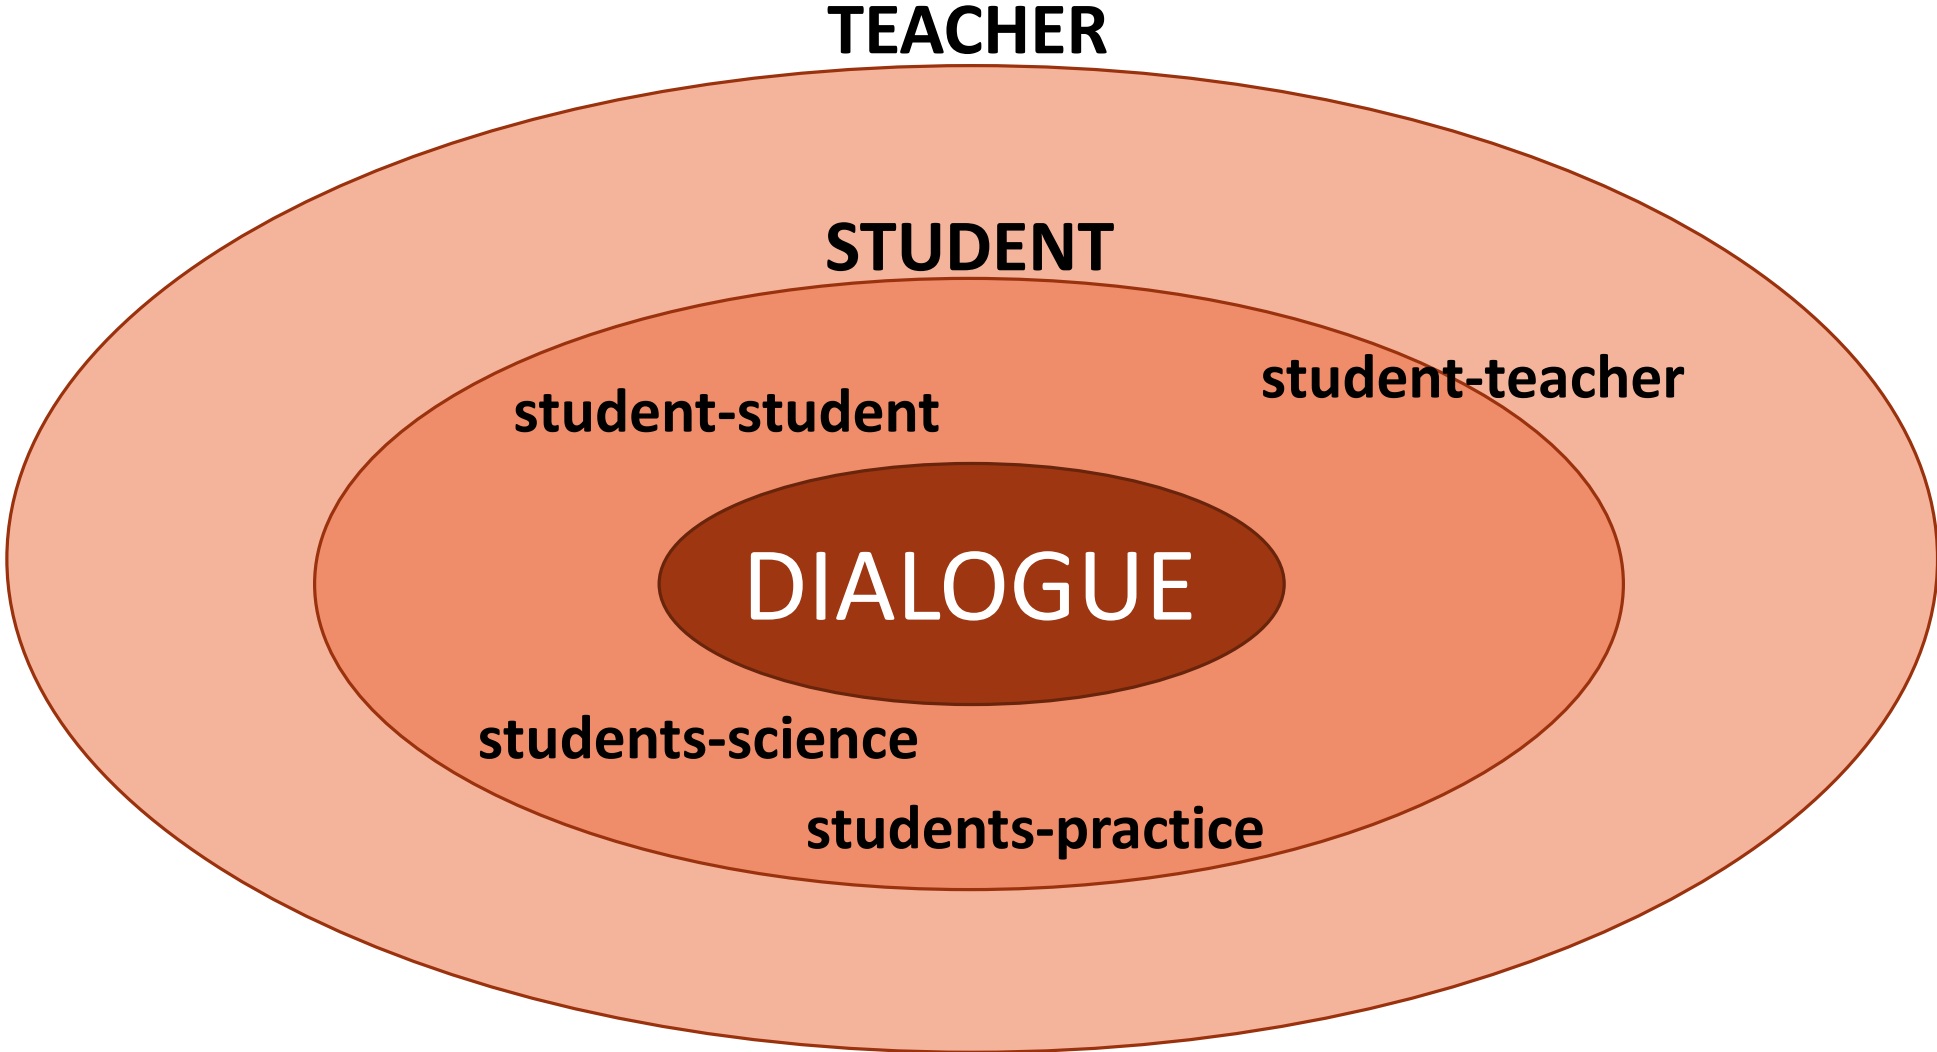 TEACHER
STUDENT
student-teacher
student-student
DIALOGUE
students-science
students-practice